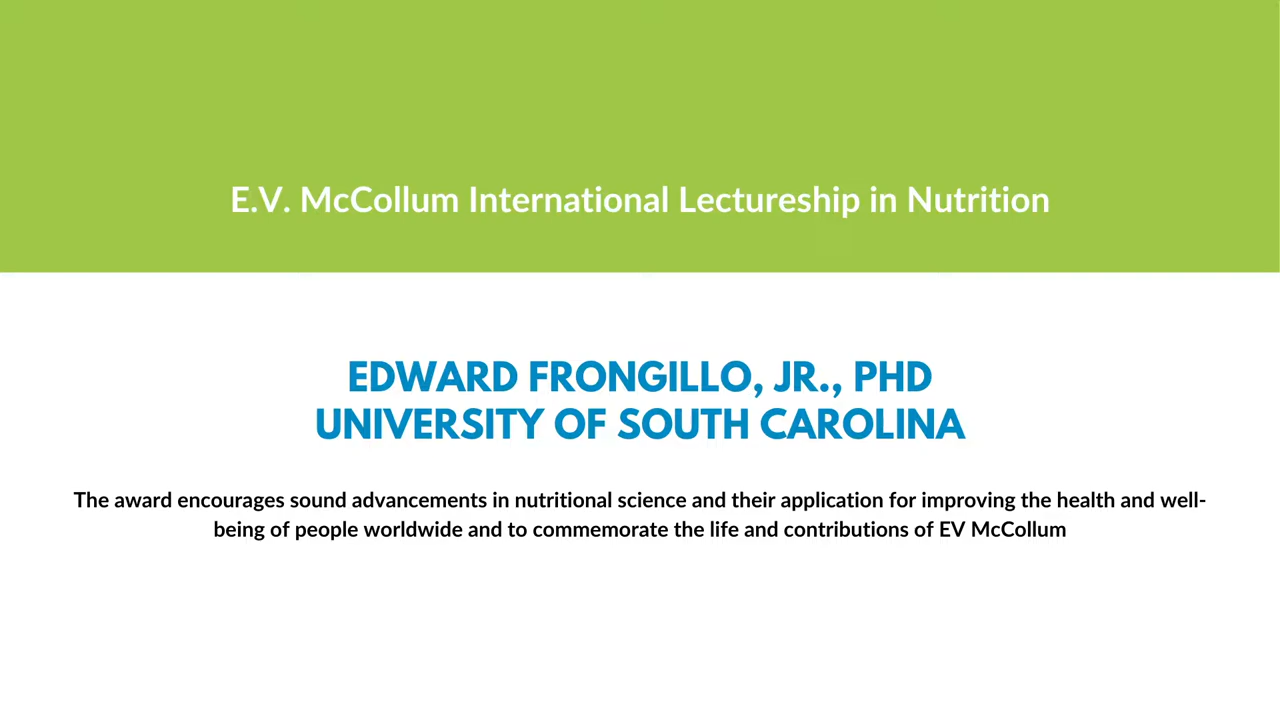 E.V. McCollum International Lectureship in Nutrition
EDWARD FRONGILLO, JR., PHD
UNIVERSITY OF SOUTH CAROLINA
The award encourages sound advancements in nutritional science and their application for improving the health and well-
being of people worldwide and to commemorate the life and contributions of EV McCollum